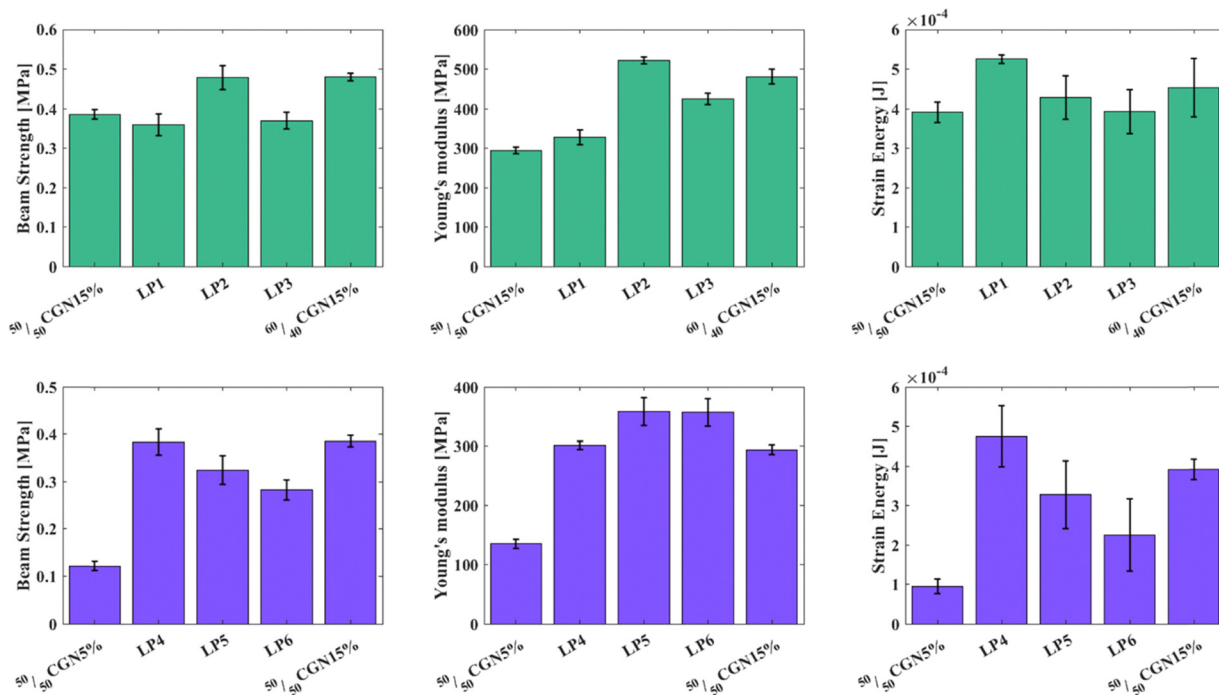 Beam Strength [MPa]
0.6
0.5
0.4
0.3
0.2
0.1
0
50/50 CGN15%
LP1
LP2
LP3
60/40 CGN15%
Young's modulus [MPa]
600
500
400
300
200
100
0
50/50 CGN15%
LP1
LP2
LP3
60/40 CGN15%
Strain Energy [J]
×10-4
6
4
2
0
50/50 CGN15%
LP1
LP2
LP3
60/40 CGN15%
Beam Strength [MPa]
0.5
0.4
0.3
0.2
0.1
0
50/50 CGN5%
LP4
LP5
LP6
50/50 CGN15%
Young's modulus [MPa]
400
300
200
100
0
50/50 CGN5%
LP4
LP5
LP6
50/50 CGN15%
Strain Energy [J]
×10-4
6
5
4
3
2
1
0
50/50 CGN5%
LP4
LP5
LP6
50/50 CGN15%